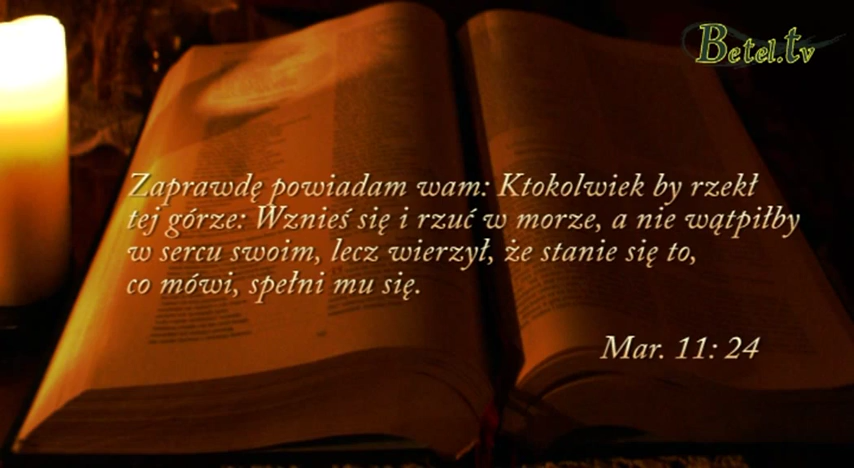 Betel.tv
Zaprawdę powiadam wam: Ktokolwiek by rzekł
tej górze: Wznieś się i rzuć w morze, a nie wątpiłby
w sercu swoim, lecz wierzył, że stanie się to,
co mówi, spełni mu się.
Mar. 11: 24